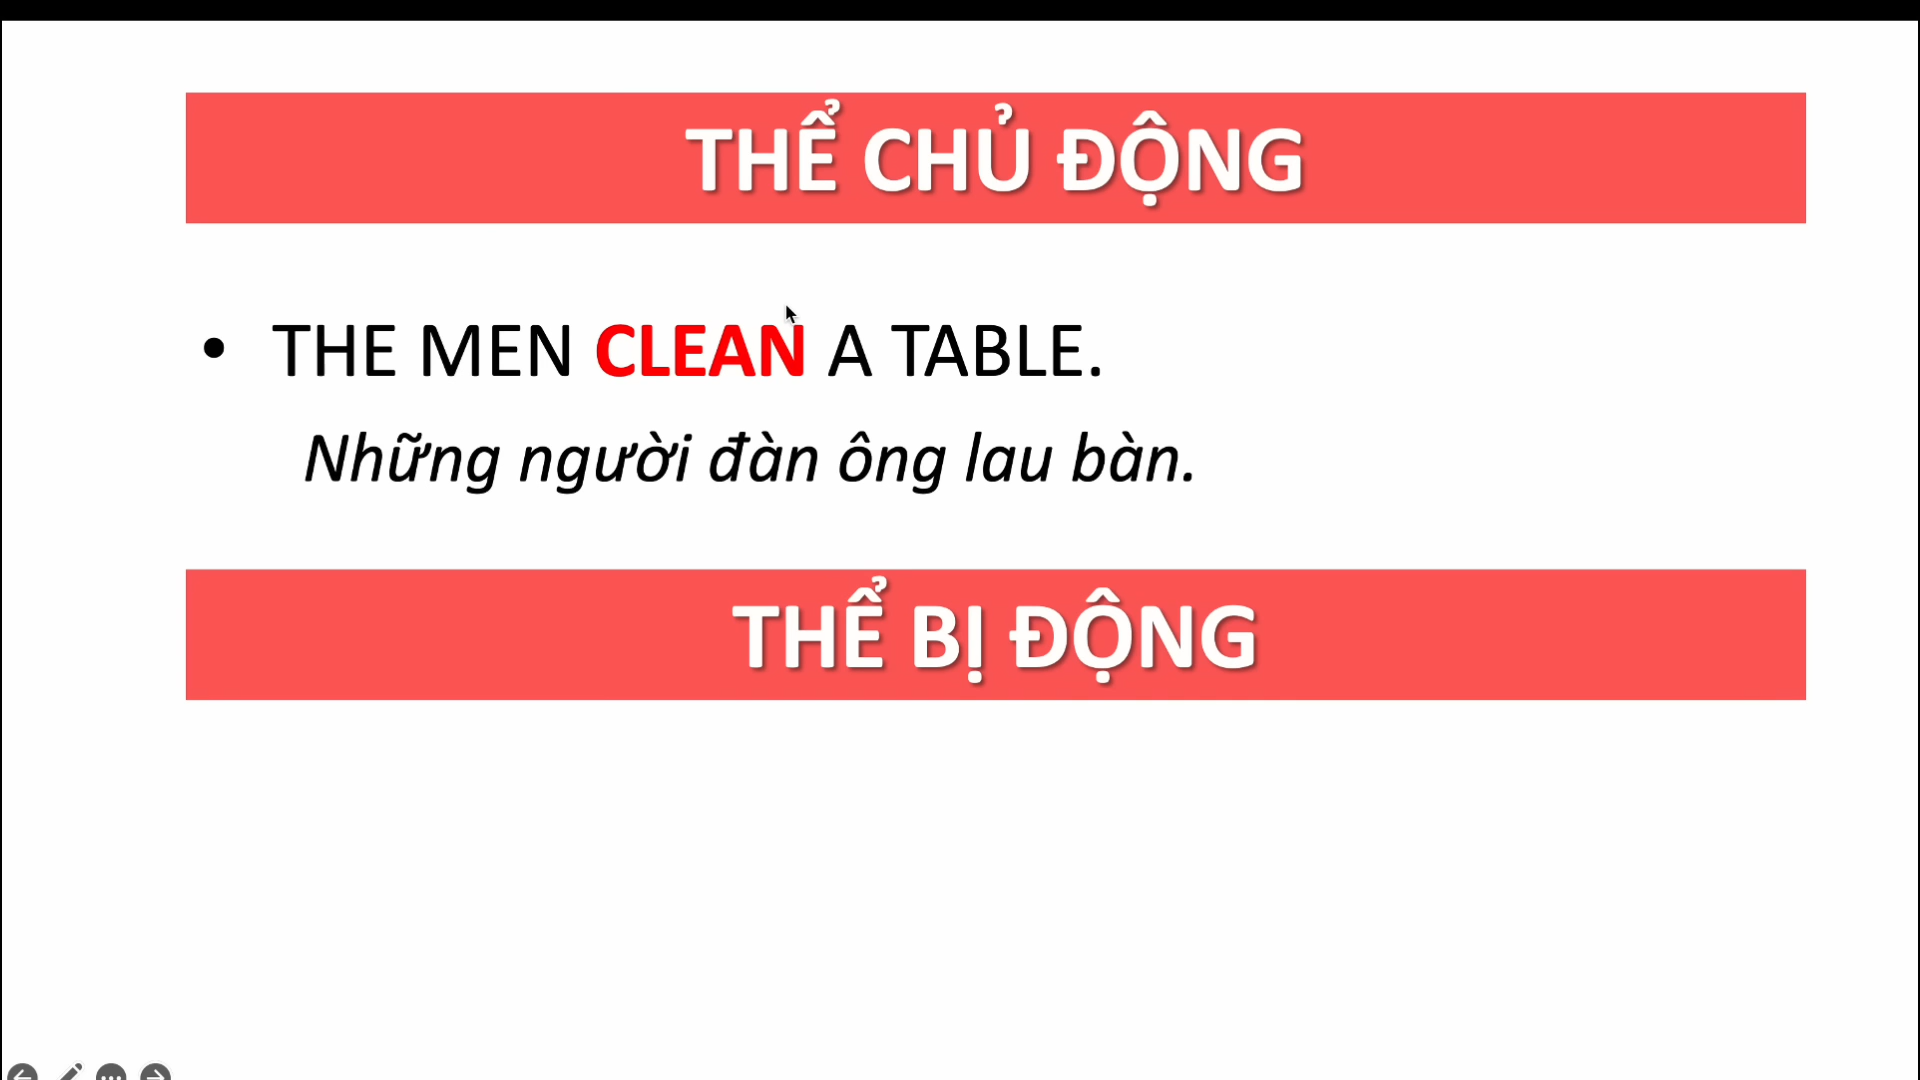 THỂ CHỦ ĐỘNG
• THE MEN CLEAN A TABLE.
Những người đàn ông lau bàn.
THỂ BỊ ĐỘNG